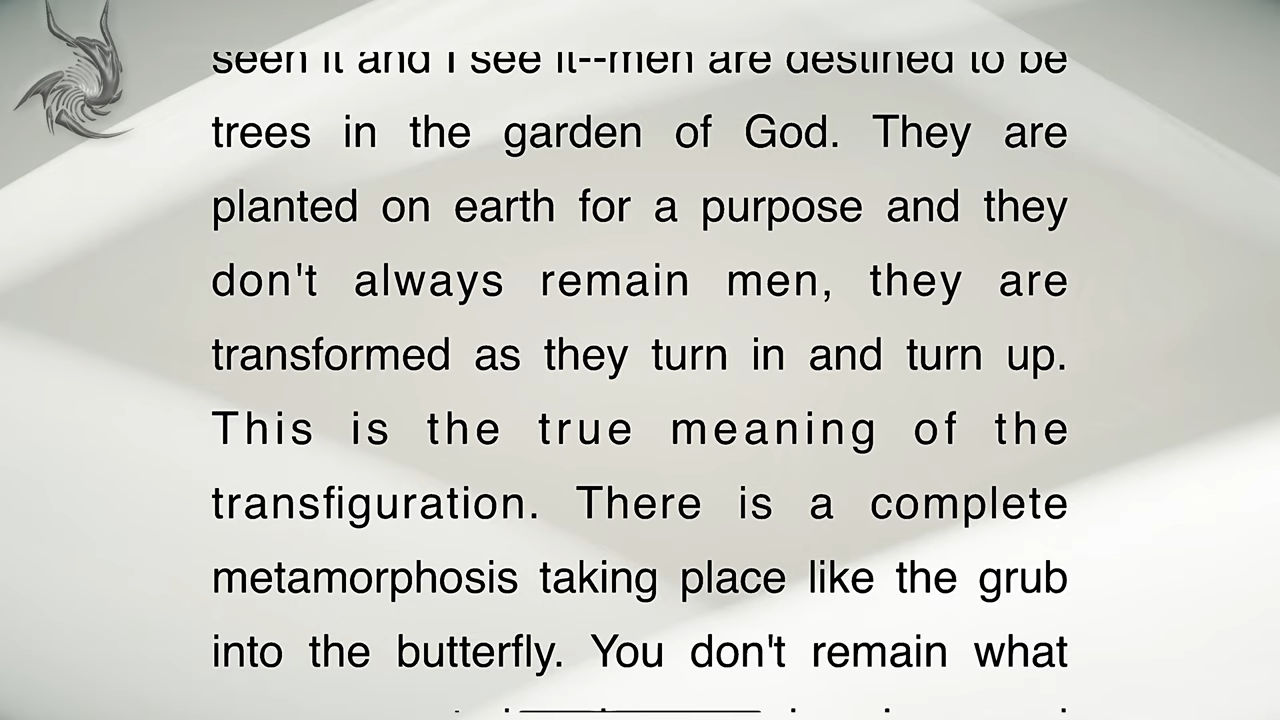 seen it and I see it--men are destined to be
trees in the garden of God. They are
planted on earth for a purpose and they
don't always remain men, they are
transformed as they turn in and turn up.
This is the true meaning of the
transfiguration. There is a complete
metamorphosis taking place like the grub
into the butterfly. You don't remain what